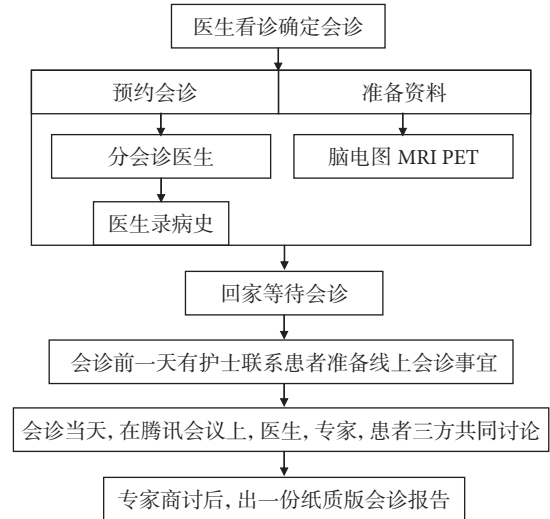 医生看诊确定会诊
预约会诊
准备资料
分会诊医生
脑电图 MRI PET
医生录病史
回家等待会诊
会诊前一天有护士联系患者准备线上会诊事宜
会诊当天, 在腾讯会议上, 医生, 专家, 患者三方共同讨论
专家商讨后, 出一份纸质版会诊报告